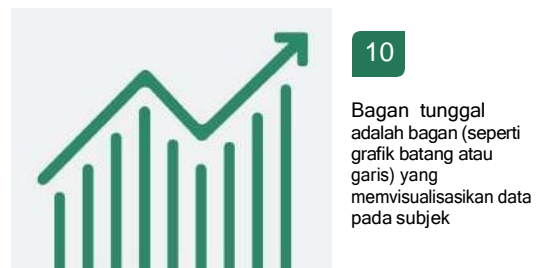 10
Bagan tunggal
adalah bagan (seperti
grafik batang atau
garis) yang
memvisualisasikan data
pada subjek